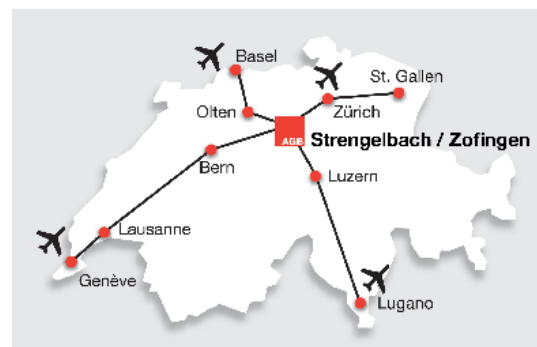 Basel
St. Gallen
Olten
Zürich
AGB
Strengelbach / Zofingen
Bern
Luzern
Lausanne
Genève
Lugano